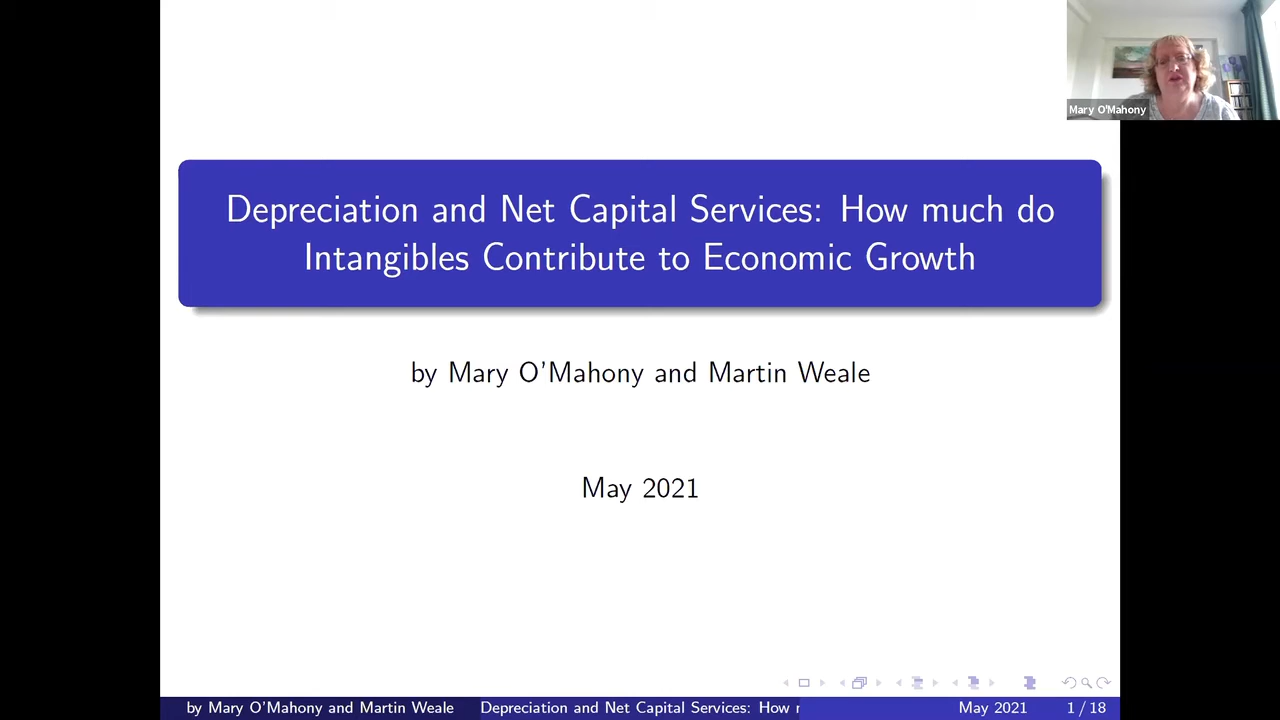 Mary O'Mahony
Depreciation and Net Capital Services: How much do
Intangibles Contribute to Economic Growth
by Mary O'Mahony and Martin Weale
May 2021
by Mary O'Mahony and Martin Weale
Depreciation and Net Capital Services: How r
May 2021
1 / 18